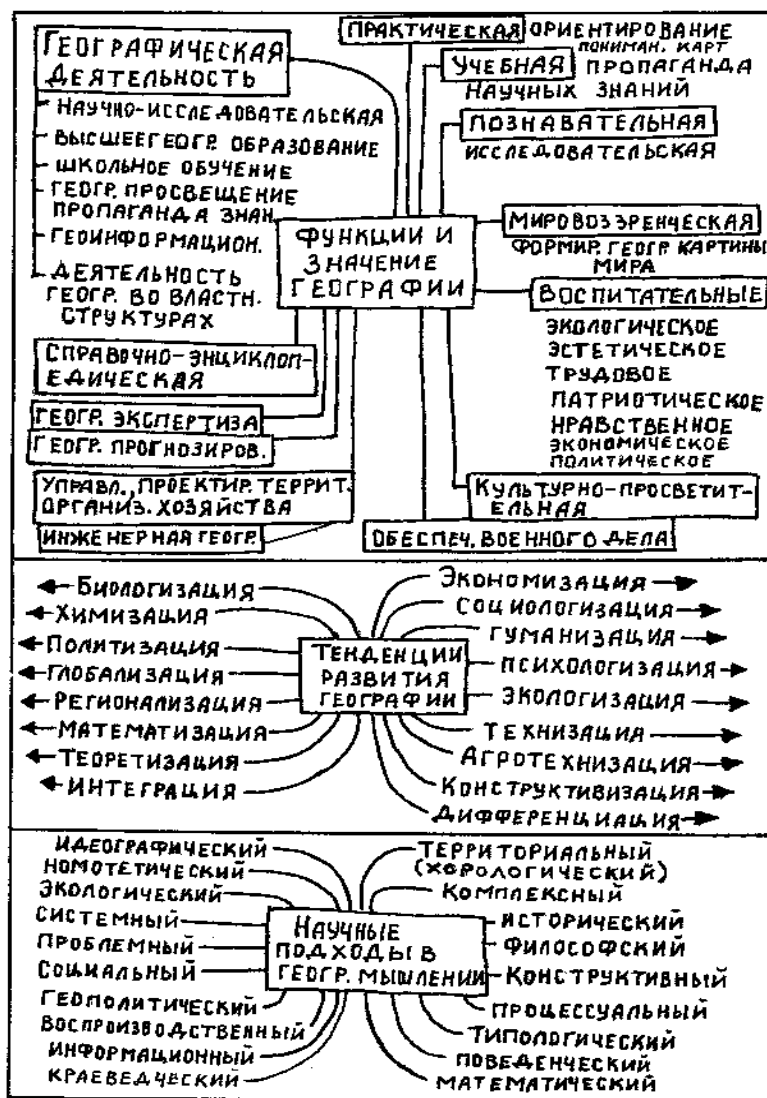 ГЕОГРАФИЧЕСКАЯ
ДЕЯТЕЛЬНОСТЬ
НАУЧНО-ИССЛЕДОВАТЕЛЬСКАЯ
ВЫСШЕЕ ГЕОГР. ОБРАЗОВАНИЕ
ШКОЛЬНОЕ ОБУЧЕНИЕ
ГЕОГР. ПРОСВЕЩЕНИЕ
ПРОПАГАНДА ЗНАН.
ГЕОИНФОРМАЦИОН.
ДЕЯТЕЛЬНОСТЬ
ГЕОГР. ВО ВЛАСТН.
СТРУКТУРАХ
СПРАВОЧНО-ЭНЦИКЛОП-
ЕДИЧЕСКАЯ
ГЕОГР. ЭКСПЕРТИЗА
ГЕОГР. ПРОГНОЗИРОВ.
УПРАВЛ., ПРОЕКТИР. ТЕРРИТ.
ОРГАНИЗ. ХОЗЯЙСТВА
ИНЖЕНЕРНАЯ ГЕОГР.
ФУНКЦИИ И
ЗНАЧЕНИЕ
ГЕОГРАФИИ
ПРАКТИЧЕСКАЯ ОРИЕНТИРОВАНИЕ
ПОНИМАН. КАРТ
УЧЕБНАЯ ПРОПАГАНДА
НАУЧНЫХ ЗНАНИЙ
ПОЗНАВАТЕЛЬНАЯ
ИССЛЕДОВАТЕЛЬСКАЯ
МИРОВОЗЗРЕНЧЕСКАЯ
ФОРМИР. ГЕОГР КАРТИНЫ
МИРА
ВОСПИТАТЕЛЬНЫЕ
ЭКОЛОГИЧЕСКОЕ
ЭСТЕТИЧЕСКОЕ
ТРУДОВОЕ
ПАТРИОТИЧЕСКОЕ
НРАВСТВЕННОЕ
ЭКОНОМИЧЕСКОЕ
ПОЛИТИЧЕСКОЕ
КУЛЬТУРНО-ПРОСВЕТИТ-
ЕЛЬНАЯ
ОБЕСПЕЧ. ВОЕННОГО ДЕЛА
БИОЛОГИЗАЦИЯ
ХИМИЗАЦИЯ
ПОЛИТИЗАЦИЯ
ГЛОБАЛИЗАЦИЯ
РЕГИОНАЛИЗАЦИЯ
МАТЕМАТИЗАЦИЯ
ТЕОРЕТИЗАЦИЯ
ИНТЕГРАЦИЯ
ТЕНДЕНЦИИ
РАЗВИТИЯ
ГЕОГРАФИИ
ЭКОНОМИЗАЦИЯ
СОЦИОЛОГИЗАЦИЯ
ГУМАНИЗАЦИЯ
ПСИХОЛОГИЗАЦИЯ
ЭКОЛОГИЗАЦИЯ
ТЕХНИЗАЦИЯ
АГРОТЕХНИЗАЦИЯ
КОНСТРУКТИВИЗАЦИЯ
ДИФФЕРЕНЦИАЦИЯ
ИДЕОГРАФИЧЕСКИЙ
НОМОТЕТИЧЕСКИЙ
ЭКОЛОГИЧЕСКИЙ
СИСТЕМНЫЙ
ПРОБЛЕМНЫЙ
СОЦИАЛЬНЫЙ
ГЕОПОЛИТИЧЕСКИЙ
ВОСПРОИЗВОДСТВЕННЫЙ
ИНФОРМАЦИОННЫЙ
КРАЕВЕДЧЕСКИЙ
НАУЧНЫЕ
ПОДХОДЫ В
ГЕОГР. МЫШЛЕНИИ
ТЕРРИТОРИАЛЬНЫЙ
(ХОРОЛОГИЧЕСКИЙ)
КОМПЛЕКСНЫЙ
ИСТОРИЧЕСКИЙ
ФИЛОСОФСКИЙ
КОНСТРУКТИВНЫЙ
ПРОЦЕССУАЛЬНЫЙ
ТИПОЛОГИЧЕСКИЙ
ПОВЕДЕНЧЕСКИЙ
МАТЕМАТИЧЕСКИЙ